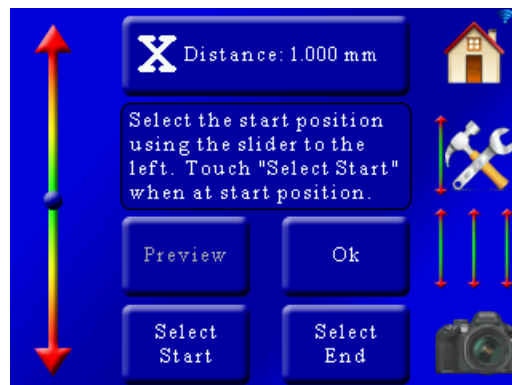 X Distance: 1.000 mm
Select the start position
using the slider to the
left. Touch "Select Start"
when at start position.
Preview
Ok
Select
Start
Select
End